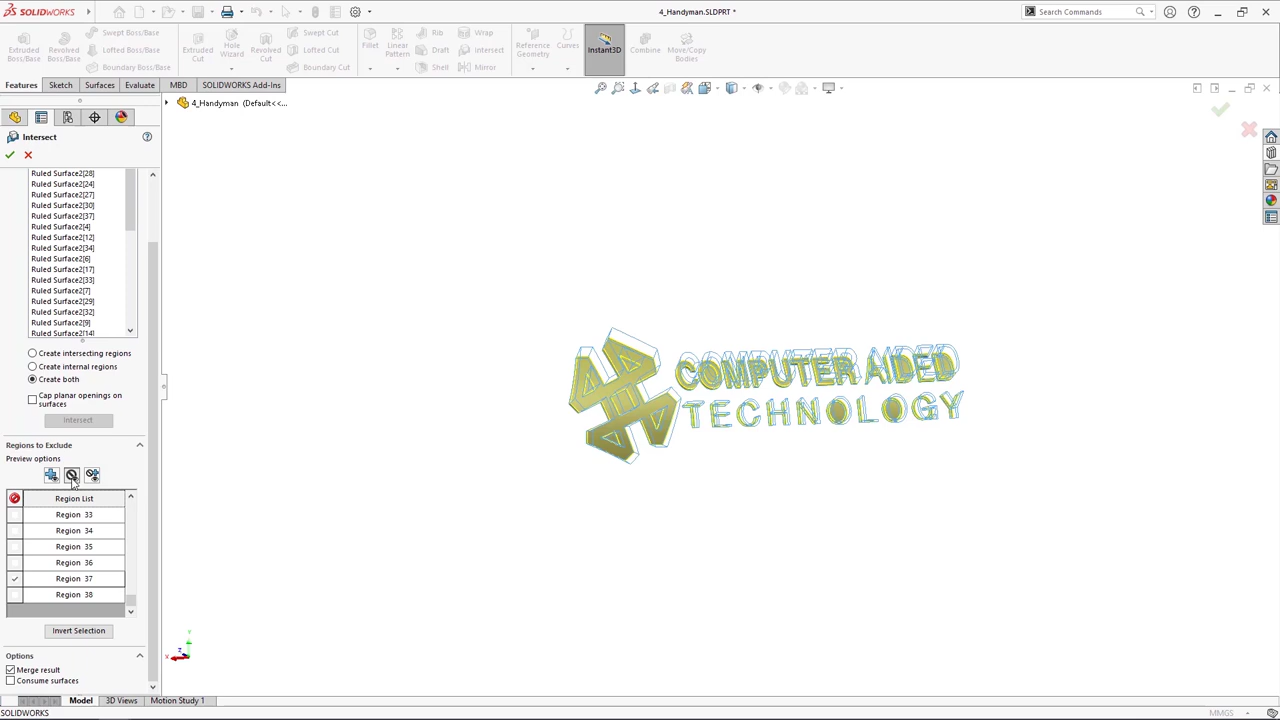 SOLIDWORKS
4_Handyman.SLDPRT *
Search Commands
Extruded Boss/Base
Revolved Boss/Base
Swept Boss/Base
Lofted Boss/Base
Boundary Boss/Base
Extruded Cut
Hole Wizard
Revolved Cut
Swept Cut
Lofted Cut
Boundary Cut
Fillet
Linear Pattern
Rib
Draft
Shell
Wrap
Intersect
Mirror
Reference Geometry
Curves
Instant3D
Combine
Move/Copy Bodies
Features
Sketch
Surfaces
Evaluate
MBD
SOLIDWORKS Add-Ins
4_Handyman (Default<<...
Intersect
Ruled Surface2[28]
Ruled Surface2[24]
Ruled Surface2[27]
Ruled Surface2[30]
Ruled Surface2[37]
Ruled Surface2[4]
Ruled Surface2[12]
Ruled Surface2[34]
Ruled Surface2[6]
Ruled Surface2[17]
Ruled Surface2[33]
Ruled Surface2[7]
Ruled Surface2[29]
Ruled Surface2[32]
Ruled Surface2[9]
Ruled Surface2[14]
Create intersecting regions
Create internal regions
Create both
Cap planar openings on
surfaces
Intersect
Regions to Exclude
Preview options
Region List
Region 33
Region 34
Region 35
Region 36
Region 37
Region 38
Invert Selection
Options
Merge result
Consume surfaces
COMPUTER AIDED
TECHNOLOGY
Y
Z
X
Model
3D Views
Motion Study 1
SOLIDWORKS
MMGS